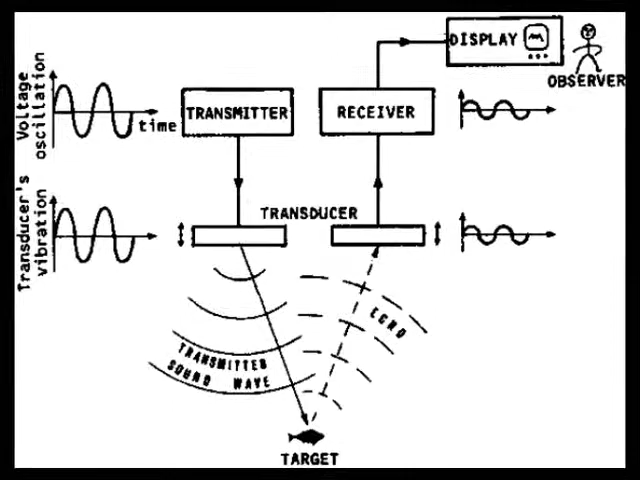 DISPLAY
OBSERVER
Voltage
oscillation
time
TRANSMITTER
RECEIVER
Transducer's
vibration
TRANSDUCER
ECHO
TRANSMITTED
SOUND WAVE
TARGET